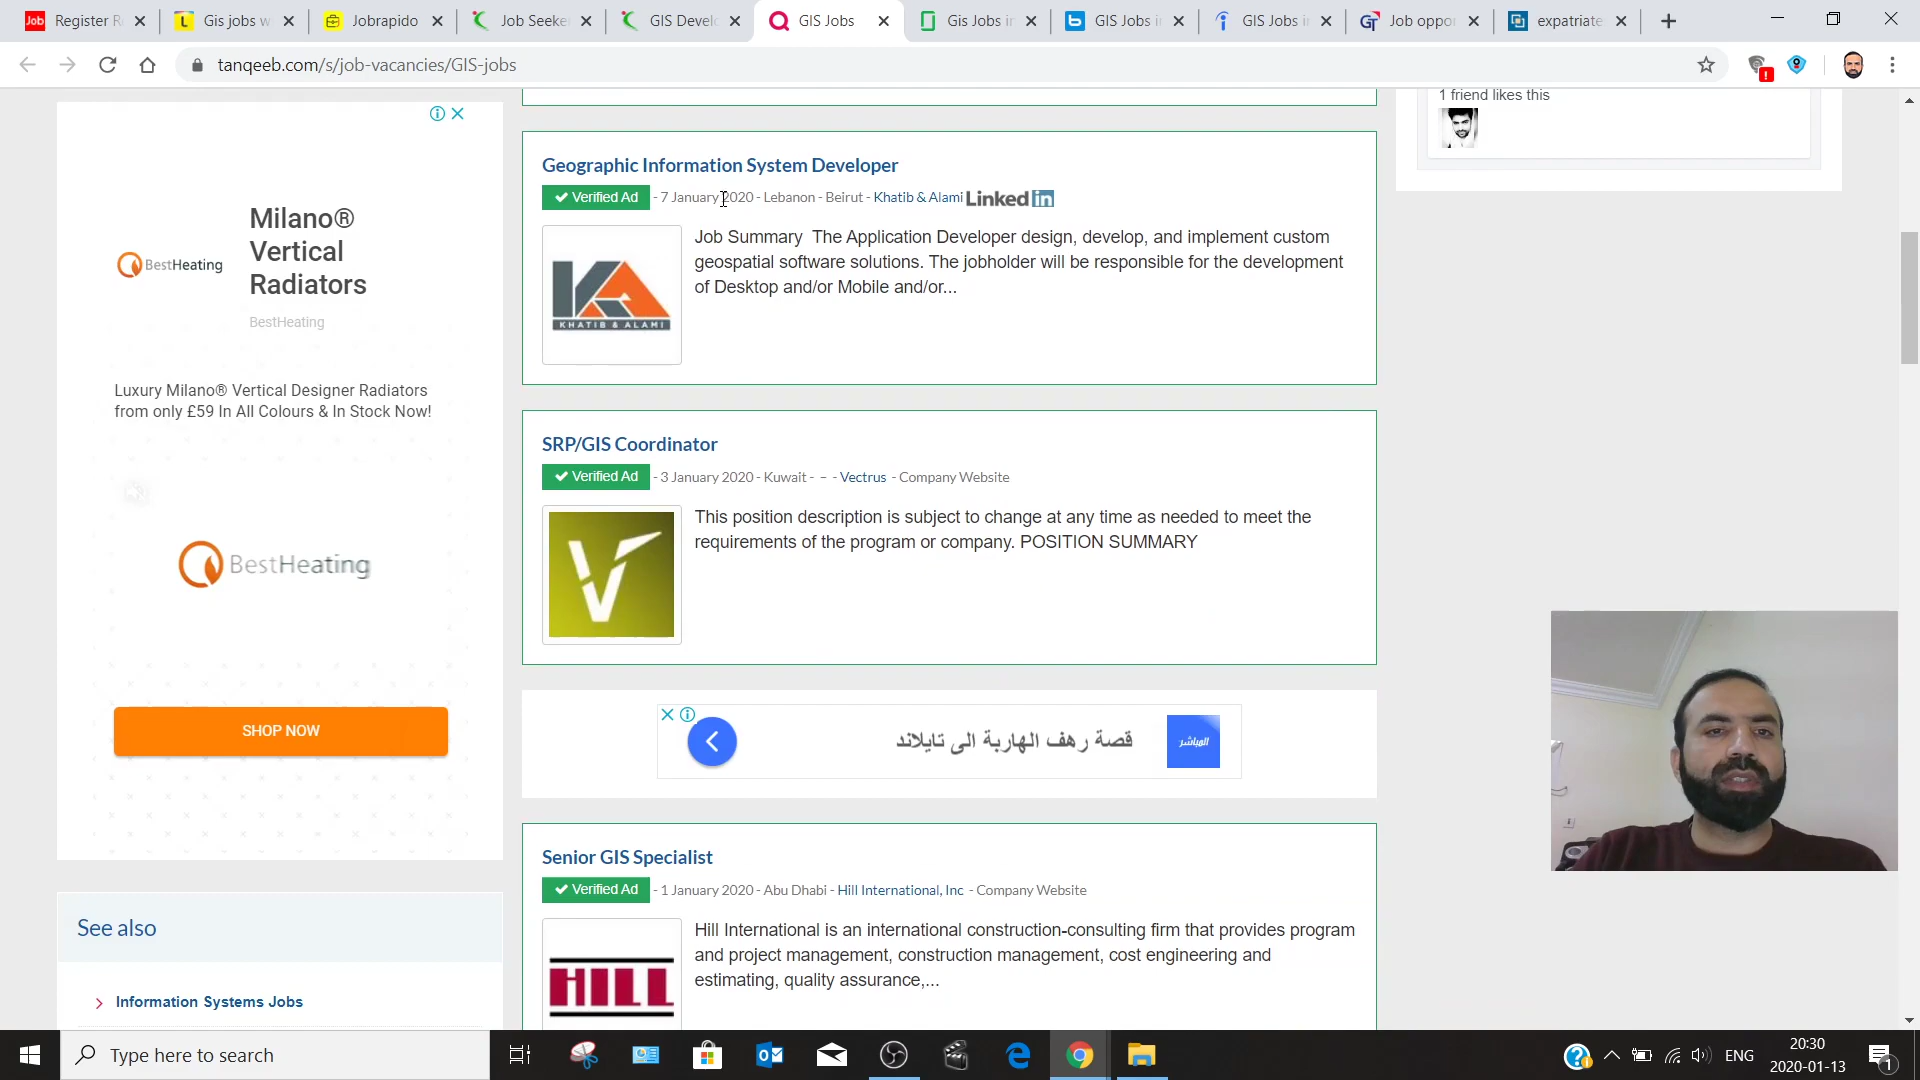 Register R
Gis jobs w
Jobrapido
Job Seeke
GIS Devel
GIS Jobs
Gis Jobs in
GIS Jobs i
GIS Jobs i
Job oppo
expatriate
tanqeeb.com/s/job-vacancies/GIS-jobs
1 friend likes this
Geographic Information System Developer
Verified Ad - 7 January 2020 - Lebanon - Beirut - Khatib & Alami Linked in
KHATIB & ALAMI
Job Summary The Application Developer design, develop, and implement custom
geospatial software solutions. The jobholder will be responsible for the development
of Desktop and/or Mobile and/or...
Milano®
Vertical
Radiators
BestHeating
BestHeating
Luxury Milano® Vertical Designer Radiators
from only £59 In All Colours & In Stock Now!
BestHeating
SHOP NOW
SRP/GIS Coordinator
Verified Ad - 3 January 2020 - Kuwait - - - Vectrus - Company Website
This position description is subject to change at any time as needed to meet the
requirements of the program or company. POSITION SUMMARY
قصة رهف الهاربة الى تايلاند
المباشر
Senior GIS Specialist
Verified Ad - 1 January 2020 - Abu Dhabi - Hill International, Inc - Company Website
HILL
Hill International is an international construction-consulting firm that provides program
and project management, construction management, cost engineering and
estimating, quality assurance,...
See also
Information Systems Jobs
Type here to search
ENG
20:30
2020-01-13
1